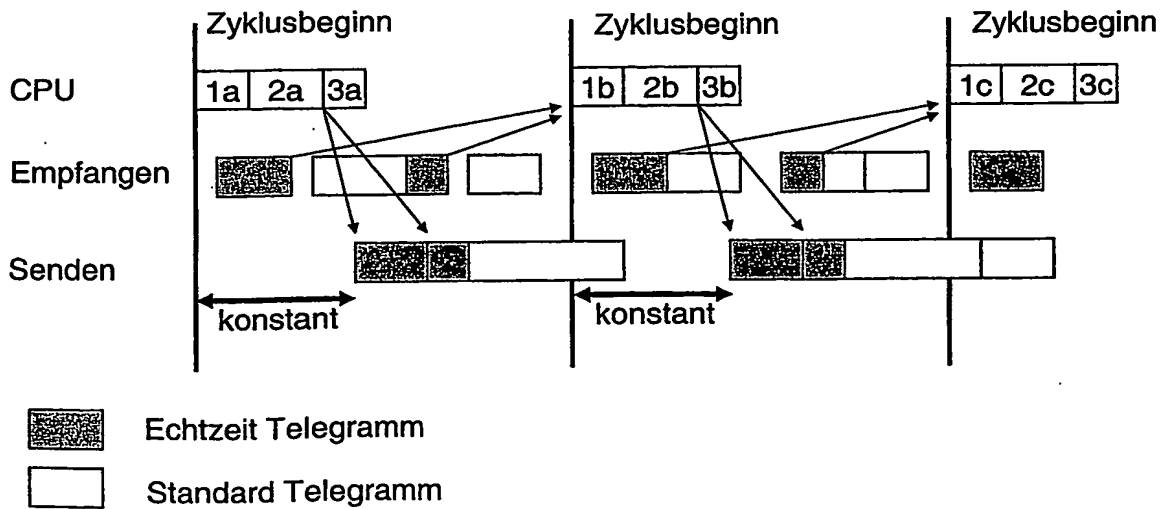 Zyklusbeginn Zyklusbeginn Zyklusbeginn
CPU 1a 2a 3a 1b 2b 3b 1c 2c 3c
Empfangen
Senden
konstant konstant
Echtzeit Telegramm
Standard Telegramm